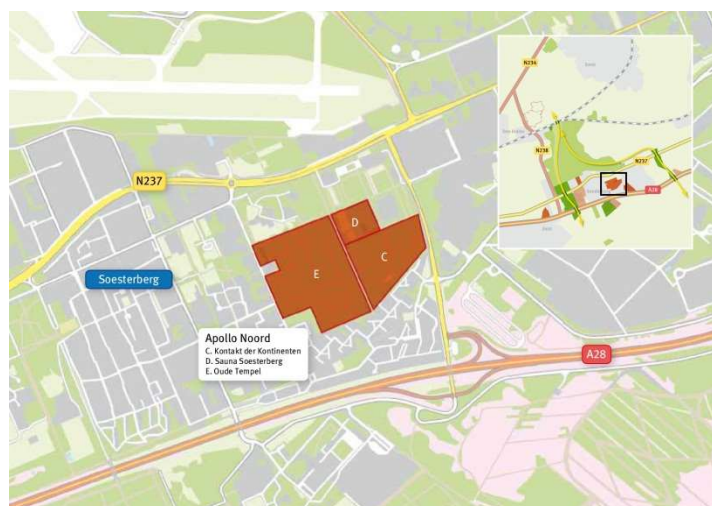 N234
N238
N237
A28
N237
D
E
C
Soesterberg
Apollo Noord
C. Kontakt der Kontinenten
D. Sauna Soesterberg
E. Oude Tempel
A28